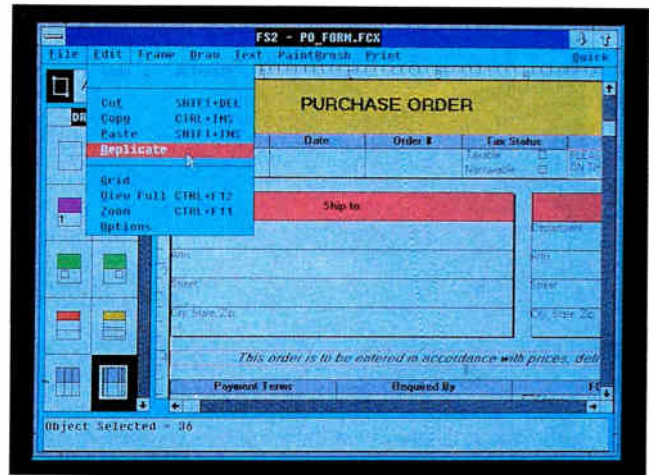 FS2 - PO_FORM.FCX
File Edit Frame Draw Text PaintBrush Print Quick
Cut SHIFT+DEL
Copy CTRL+INS
Paste SHIFT+INS
Replicate
Grid
View Full CTRL+F12
Zoom CTRL+F11
Options
PURCHASE ORDER
Date Order # Tax Status
Taxable
Nontaxable
Ship to:
Department
Attn
Attn
Street
Street
City, State, Zip
City, State, Zip
This order is to be entered in accordance with prices, deli
Payment Terms Required By
Object Selected - 36